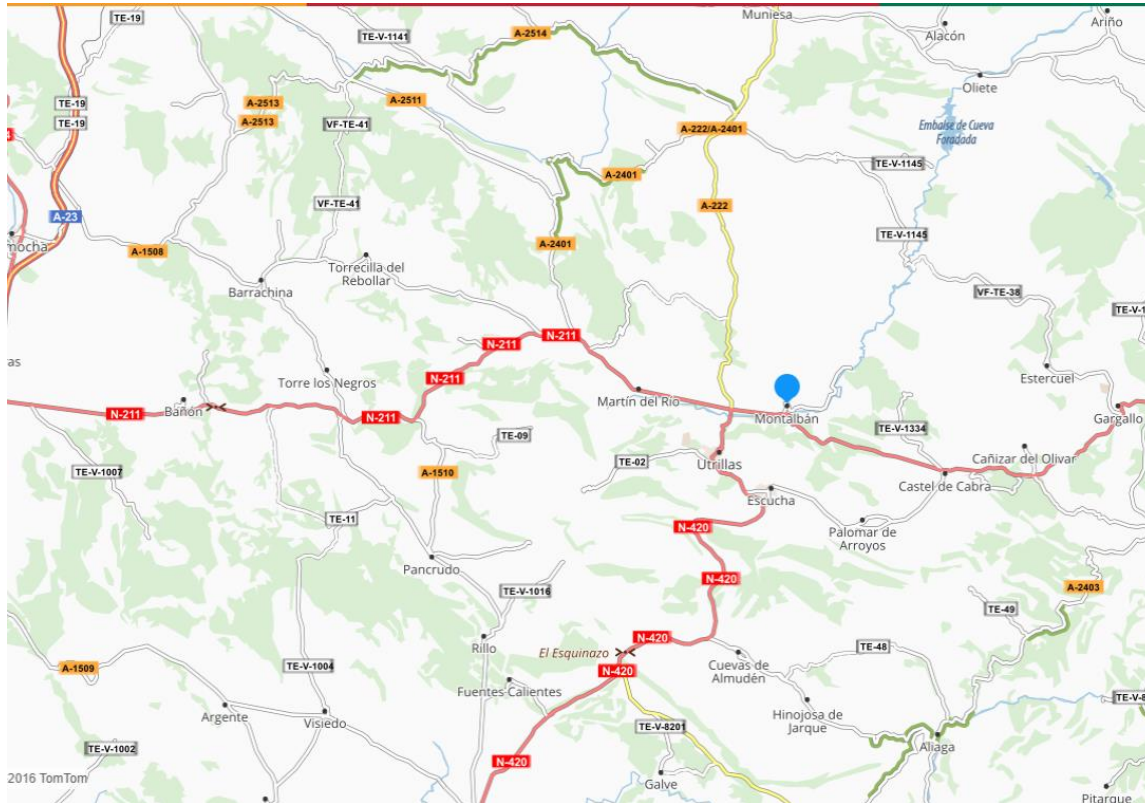 TE-19
Muniesa
Ariño
TE-V-1141
A-2514
Alacón
Oliete
TE-19
A-2513
A-2511
TE-19
A-2513
VF-TE-41
A-222/A-2401
Embalse de Cueva
Foradada
TE-V-1145
A-2401
VF-TE-41
A-222
A-23
TE-V-1145
mocha
A-1508
A-2401
Torrecilla del
Rebollar
Barrachina
VF-TE-38
N-211
N-211
Torre los Negros
N-211
Estercuel
as
Martín del Río
Bañón
N-211
N-211
Montalbán
Gargallo
TE-V-1334
TE-09
Utrillas
TE-02
Cañizar del Olivar
TE-V-1007
A-1510
Castel de Cabra
Escucha
TE-11
N-420
Palomar de
Arroyos
Pancrudo
N-420
A-2403
TE-V-1016
TE-49
Rillo
N-420
El Esquinazo
TE-48
A-1509
TE-V-1004
N-420
Cuevas de
Almudén
Fuentes Calientes
Argente
Visiedo
Hinojosa de
Jarque
TE-V-8201
Aliaga
TE-V-1002
N-420
2016 TomTom
Galve
Pitarque